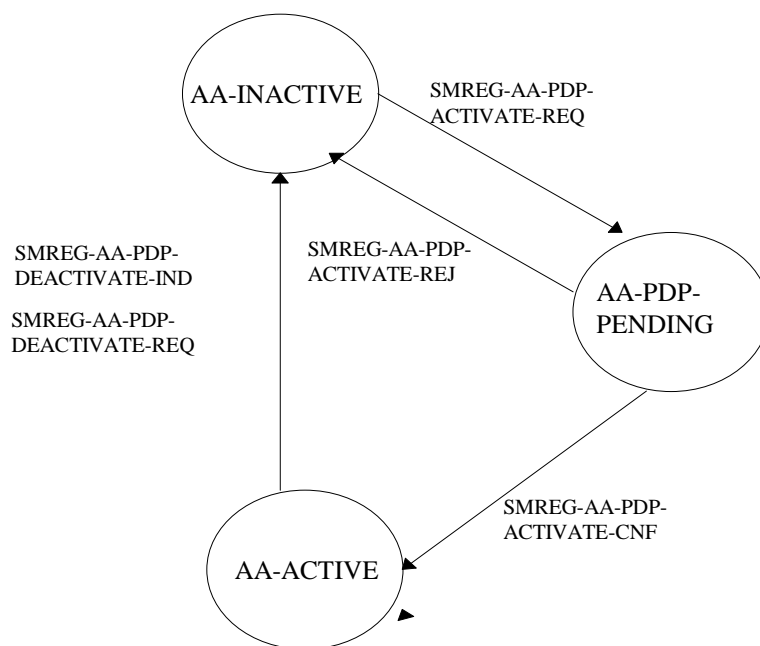 AA-INACTIVE
SMREG-AA-PDP-
ACTIVATE-REQ
SMREG-AA-PDP-
DEACTIVATE-IND
SMREG-AA-PDP-
ACTIVATE-REJ
AA-PDP-
PENDING
SMREG-AA-PDP-
DEACTIVATE-REQ
SMREG-AA-PDP-
ACTIVATE-CNF
AA-ACTIVE